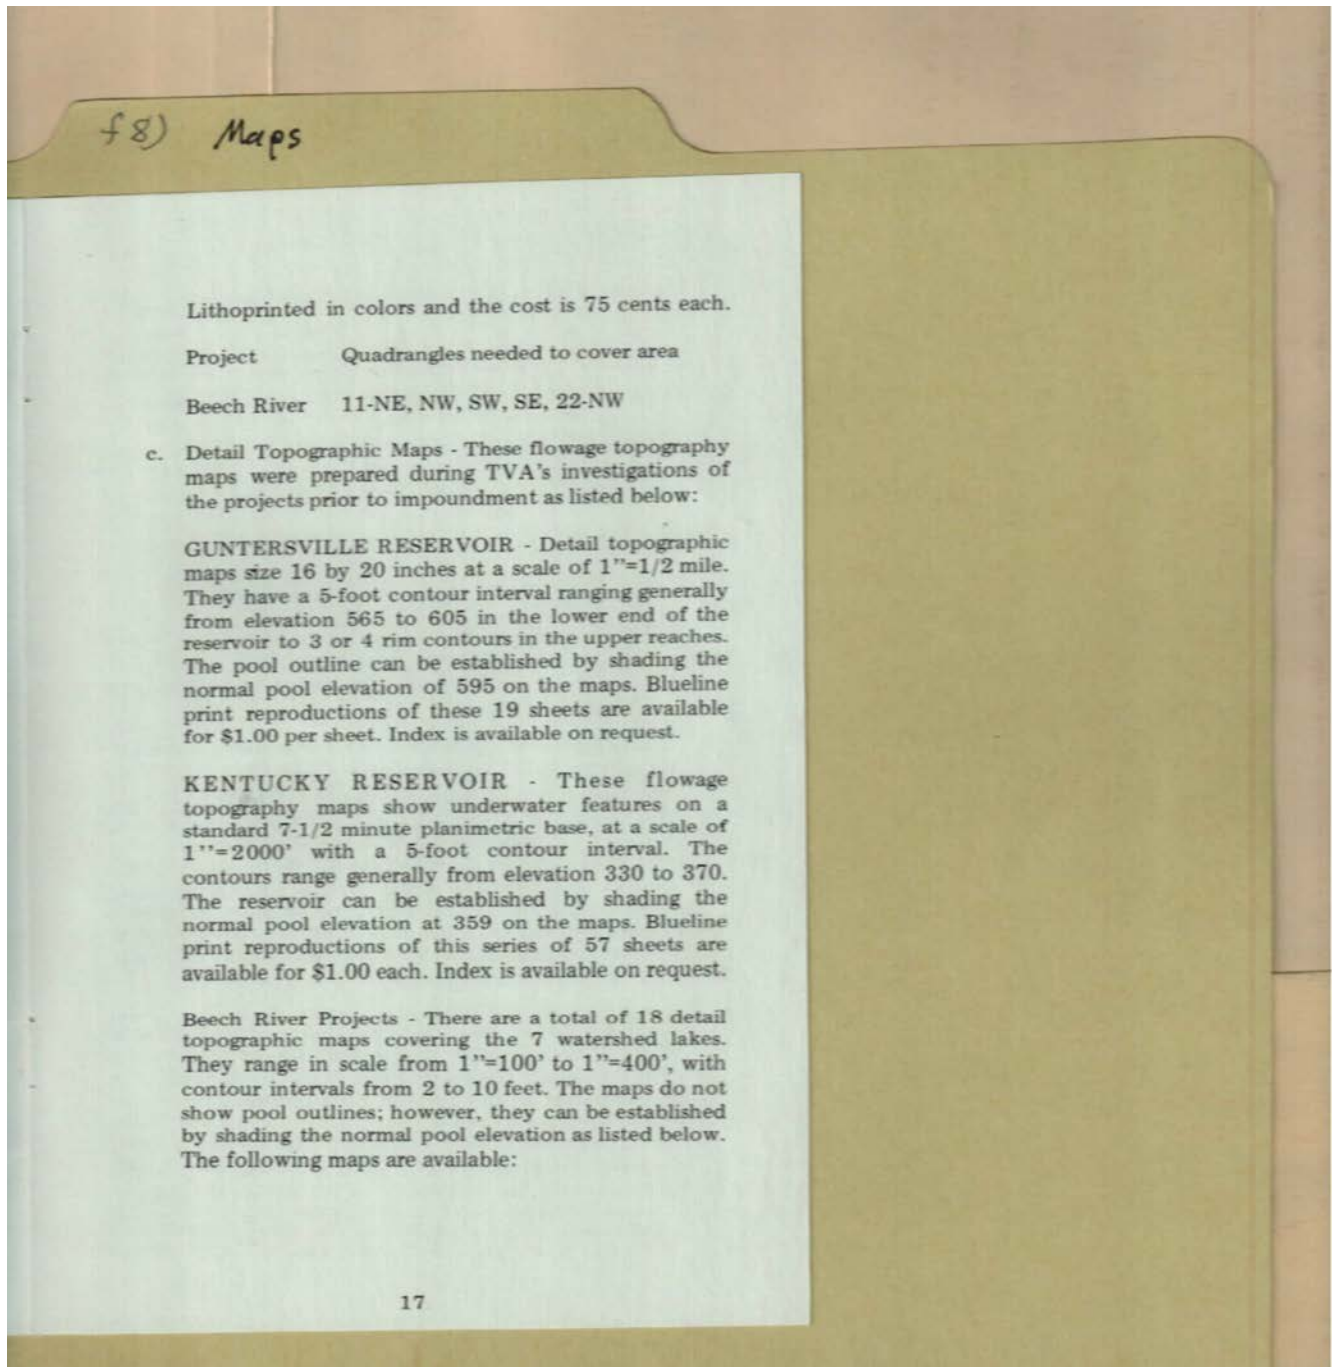 f8) Maps
Lithoprinted in colors and the cost is 75 cents each.
Project Quadrangles needed to cover area
Beech River 11-NE, NW, SW, SE, 22-NW
c. Detail Topographic Maps - These flowage topography
maps were prepared during TVA's investigations of
the projects prior to impoundment as listed below:
GUNTERSVILLE RESERVOIR - Detail topographic
maps size 16 by 20 inches at a scale of 1"=1/2 mile.
They have a 5-foot contour interval ranging generally
from elevation 565 to 605 in the lower end of the
reservoir to 3 or 4 rim contours in the upper reaches.
The pool outline can be established by shading the
normal pool elevation of 595 on the maps. Blueline
print reproductions of these 19 sheets are available
for $1.00 per sheet. Index is available on request.
KENTUCKY RESERVOIR - These flowage
topography maps show underwater features on a
standard 7-1/2 minute planimetric base, at a scale of
1"=2000' with a 5-foot contour interval. The
contours range generally from elevation 330 to 370.
The reservoir can be established by shading the
normal pool elevation at 359 on the maps. Blueline
print reproductions of this series of 57 sheets are
available for $1.00 each. Index is available on request.
Beech River Projects - There are a total of 18 detail
topographic maps covering the 7 watershed lakes.
They range in scale from 1"=100' to 1"=400', with
contour intervals from 2 to 10 feet. The maps do not
show pool outlines; however, they can be established
by shading the normal pool elevation as listed below.
The following maps are available:
17